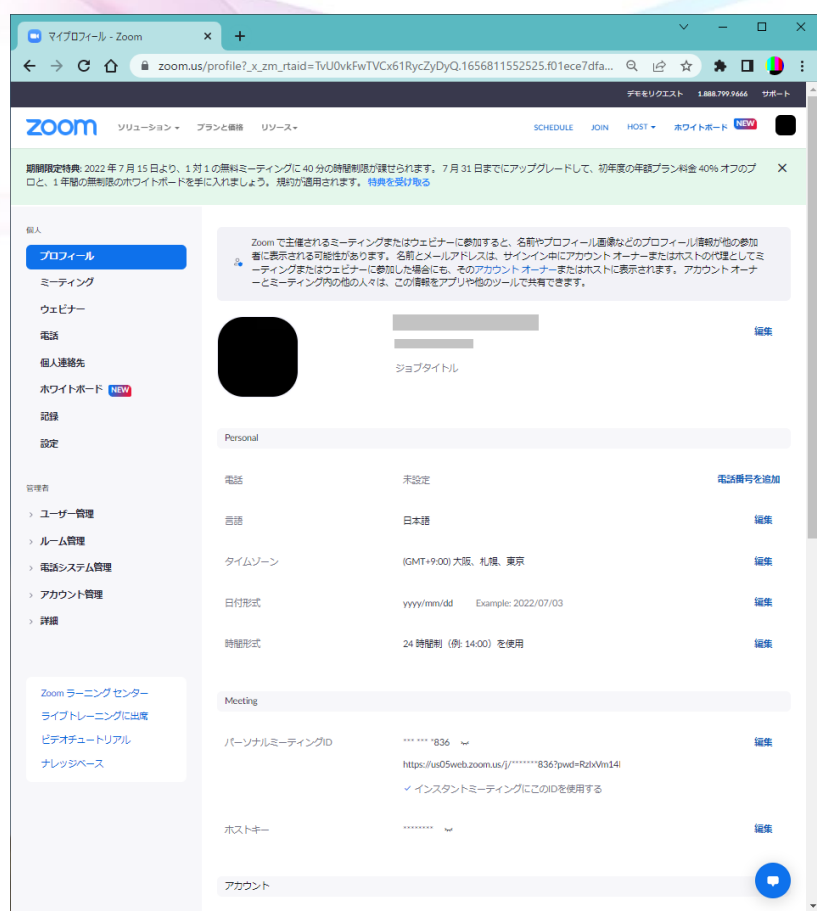 マイプロフィール - Zoom
zoom.us/profile?_x_zm_rtaid=TvU0vkFwTVCx61RycZyDyQ.1656811552525.f01ece7dfa...
デモをリクエスト 1.888.799.9666 サポート
zoom ソリューション プランと価格 リソース SCHEDULE JOIN HOST ホワイトボード NEW
期間限定特典: 2022 年 7 月 15 日より、1 対 1 の無料ミーティングに 40 分の時間制限が課せられます。 7 月 31 日までにアップグレードして、初年度の年額プラン料金 40% オフのプ
ロと、1 年間の無制限のホワイトボードを手に入れましょう。 規約が適用されます。 特典を受け取る
個人
プロフィール
ミーティング
ウェビナー
電話
個人連絡先
ホワイトボード NEW
記録
設定
管理者
ユーザー管理
ルーム管理
電話システム管理
アカウント管理
詳細
Zoom ラーニング センター
ライブトレーニングに出席
ビデオチュートリアル
ナレッジベース
Zoom で主催されるミーティングまたはウェビナーに参加すると、名前やプロフィール画像などのプロフィール情報が他の参加
者に表示される可能性があります。 名前とメールアドレスは、サインイン中にアカウント オーナーまたはホストの代理としてミ
ーティングまたはウェビナーに参加した場合にも、そのアカウント オーナーまたはホストに表示されます。 アカウント オーナ
ーとミーティング内の他の人々は、この情報をアプリや他のツールで共有できます。
編集
ジョブタイトル
Personal
電話 未設定 電話番号を追加
言語 日本語 編集
タイムゾーン (GMT+9:00) 大阪、札幌、東京 編集
日付形式 yyyy/mm/dd Example: 2022/07/03 編集
時間形式 24 時間制（例: 14:00）を使用 編集
Meeting
パーソナルミーティングID *** *** *836 編集
https://us05web.zoom.us/j/*******836?pwd=RzIxVm14
インスタントミーティングにこのIDを使用する
ホストキー ******** 編集
アカウント